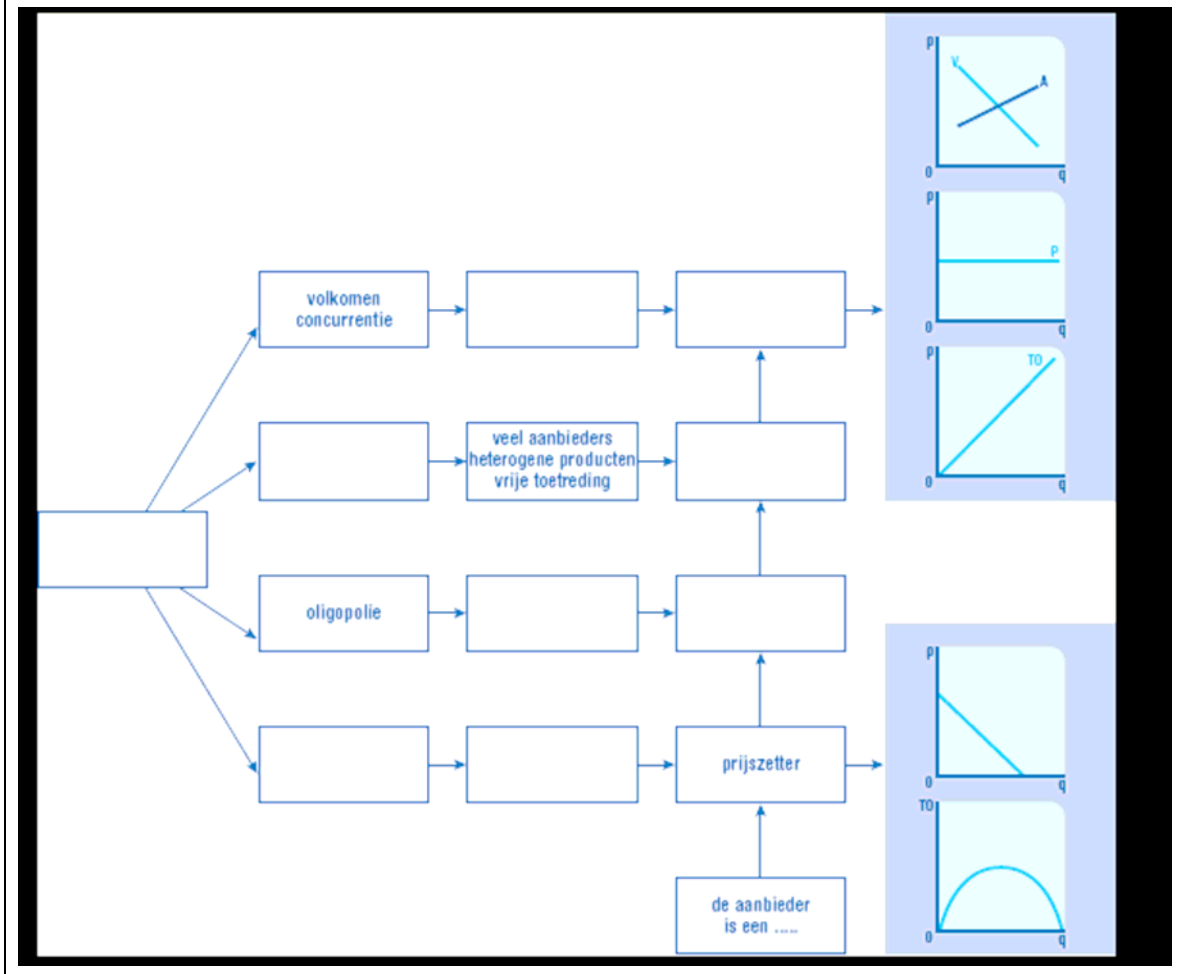 p
V
A
0
q
p
P
0
q
p
TO
0
q
volkomen
concurrentie
veel aanbieders
heterogene producten
vrije toetreding
oligopolie
prijszetter
de aanbieder
is een .....
p
0
q
TO
0
q